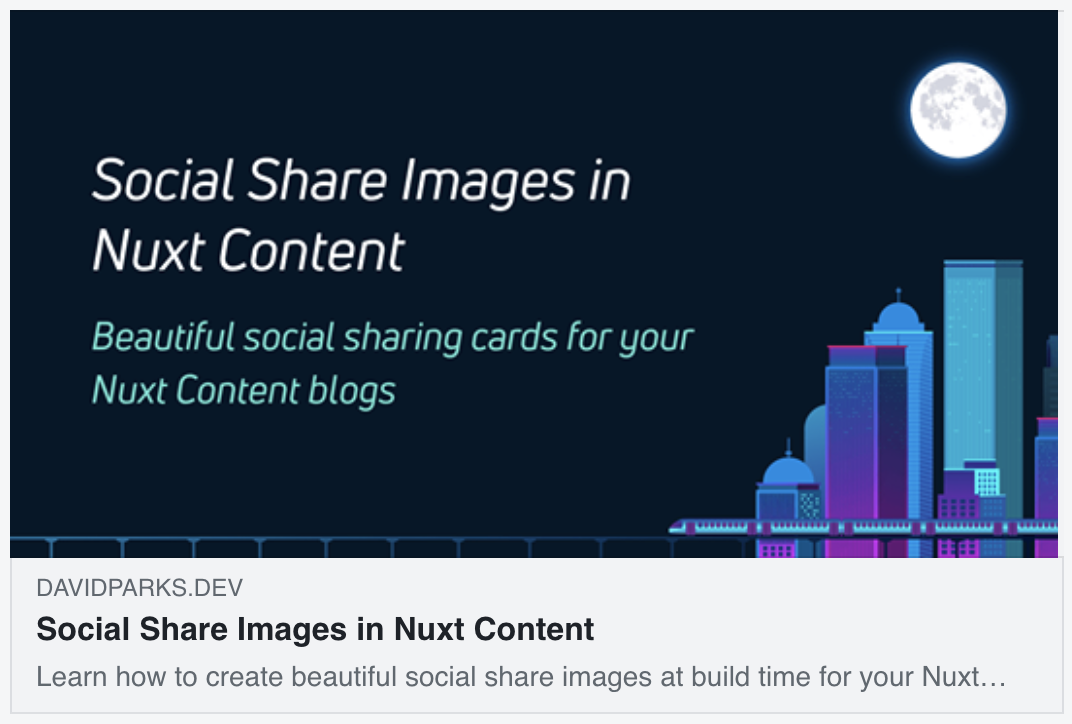 Social Share Images in
Nuxt Content
Beautiful social sharing cards for your
Nuxt Content blogs
DAVIDPARKS.DEV
Social Share Images in Nuxt Content
Learn how to create beautiful social share images at build time for your Nuxt…